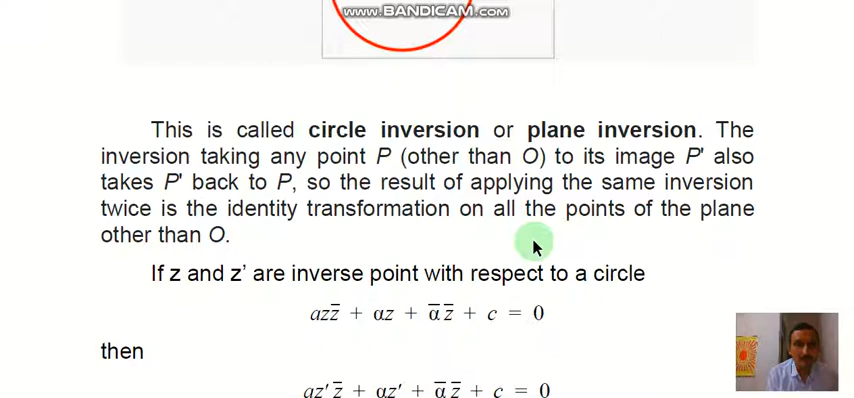 www.BANDICAM.com
This is called circle inversion or plane inversion. The
inversion taking any point P (other than O) to its image P' also
takes P' back to P, so the result of applying the same inversion
twice is the identity transformation on all the points of the plane
other than O.
If z and z’ are inverse point with respect to a circle
azz̅ + αz + α̅ z̅ + c = 0
then
az′z̅ + αz′ + α̅ z̅ + c = 0